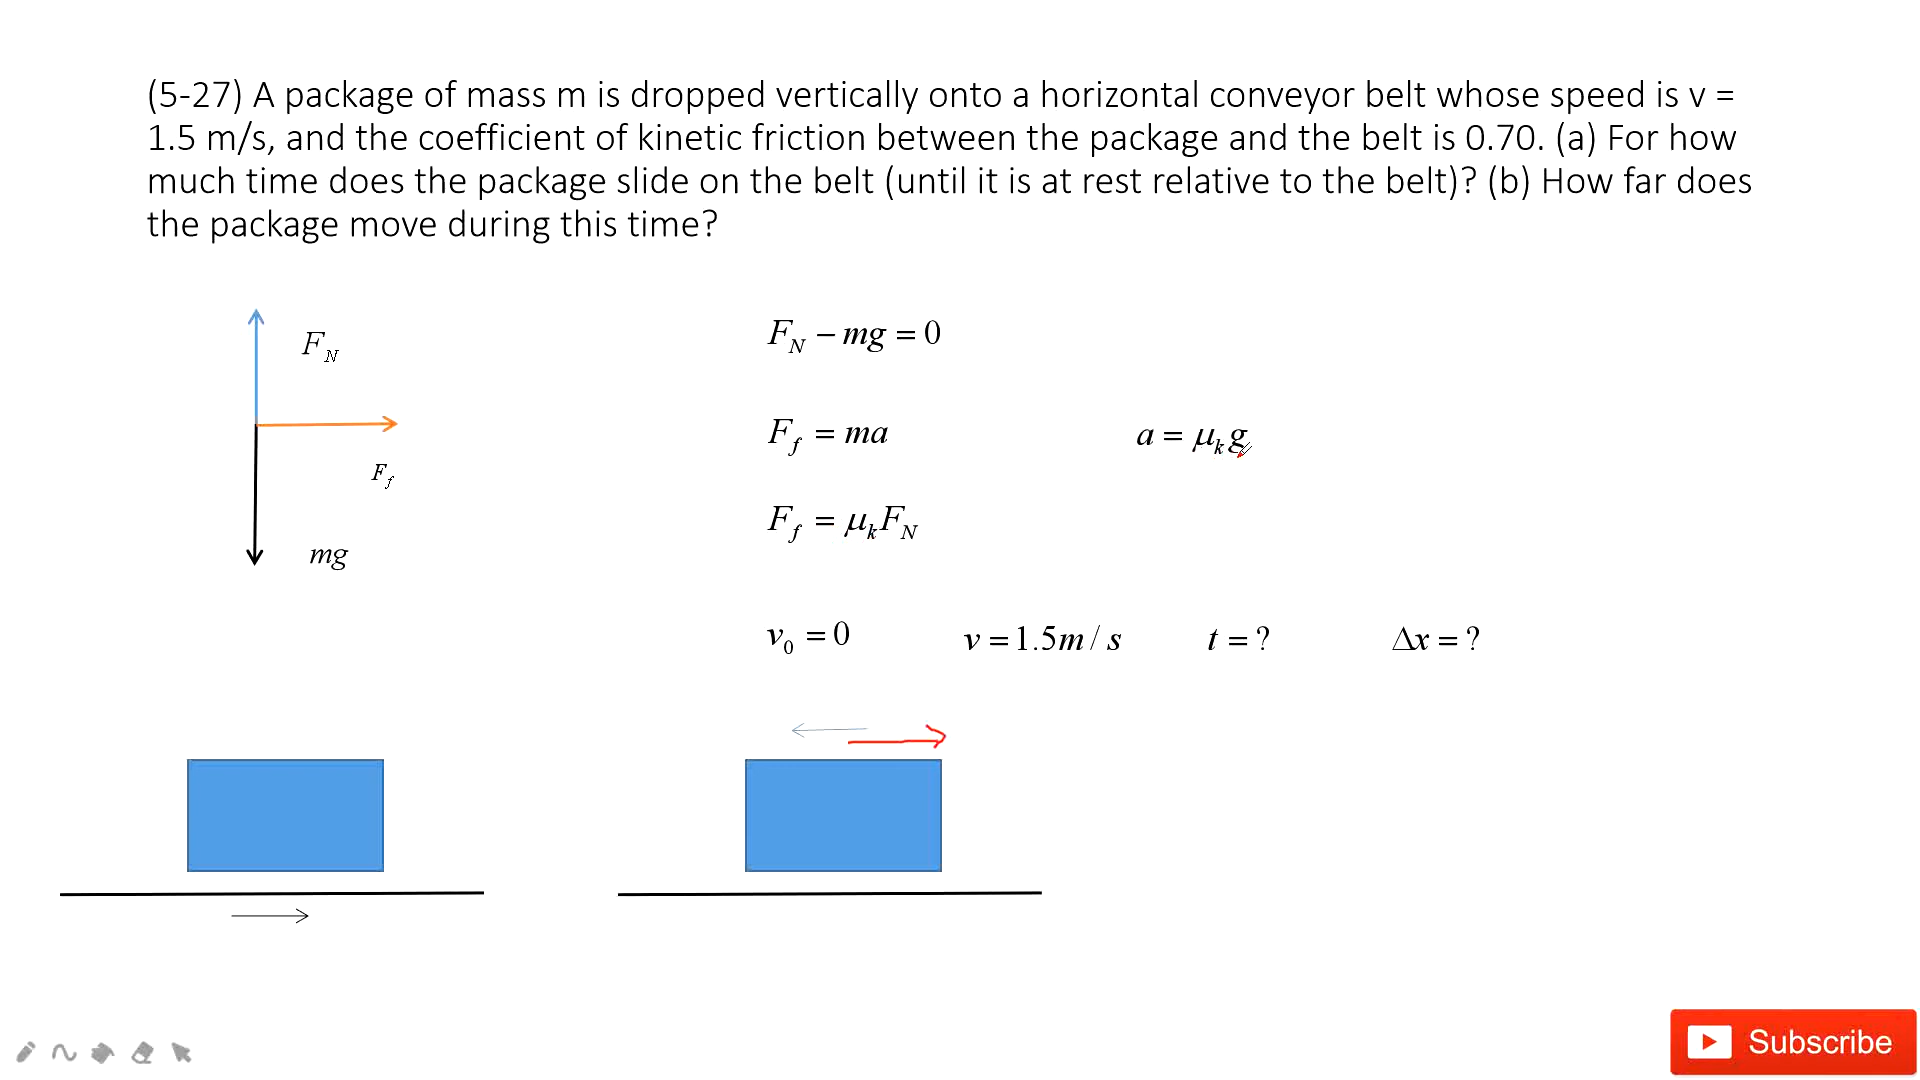 (5-27) A package of mass m is dropped vertically onto a horizontal conveyor belt whose speed is v =
1.5 m/s, and the coefficient of kinetic friction between the package and the belt is 0.70. (a) For how
much time does the package slide on the belt (until it is at rest relative to the belt)? (b) How far does
the package move during this time?
F_N
F_f
mg
F_N − mg = 0
F_f = ma
a = μ_k g
F_f = μ_k F_N
v_0 = 0
v = 1.5m / s
t = ?
Δx = ?
Subscribe